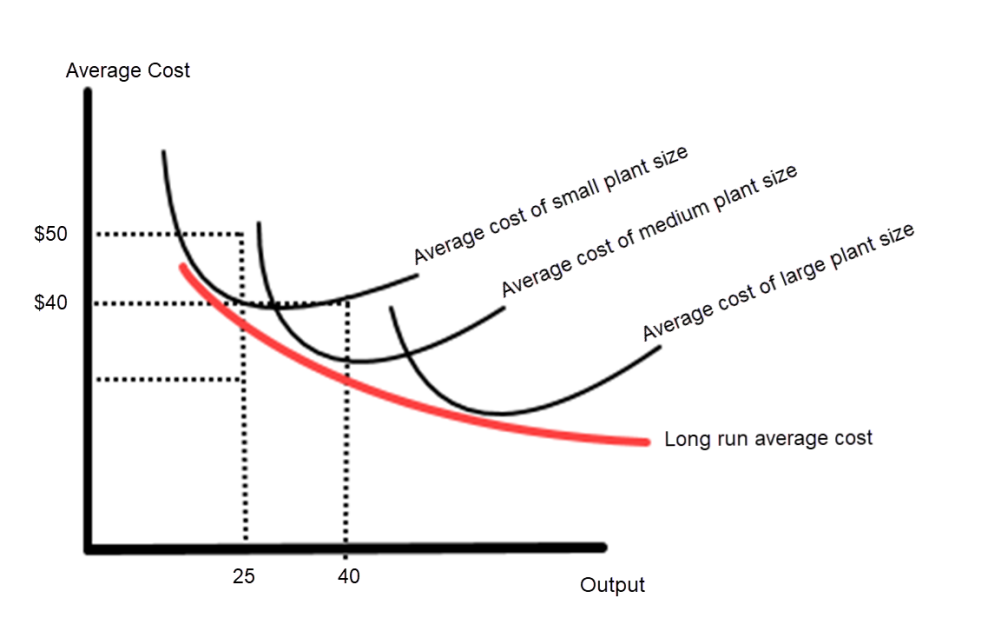 Average Cost
$50
$40
Average cost of small plant size
Average cost of medium plant size
Average cost of large plant size
Long run average cost
25
40
Output